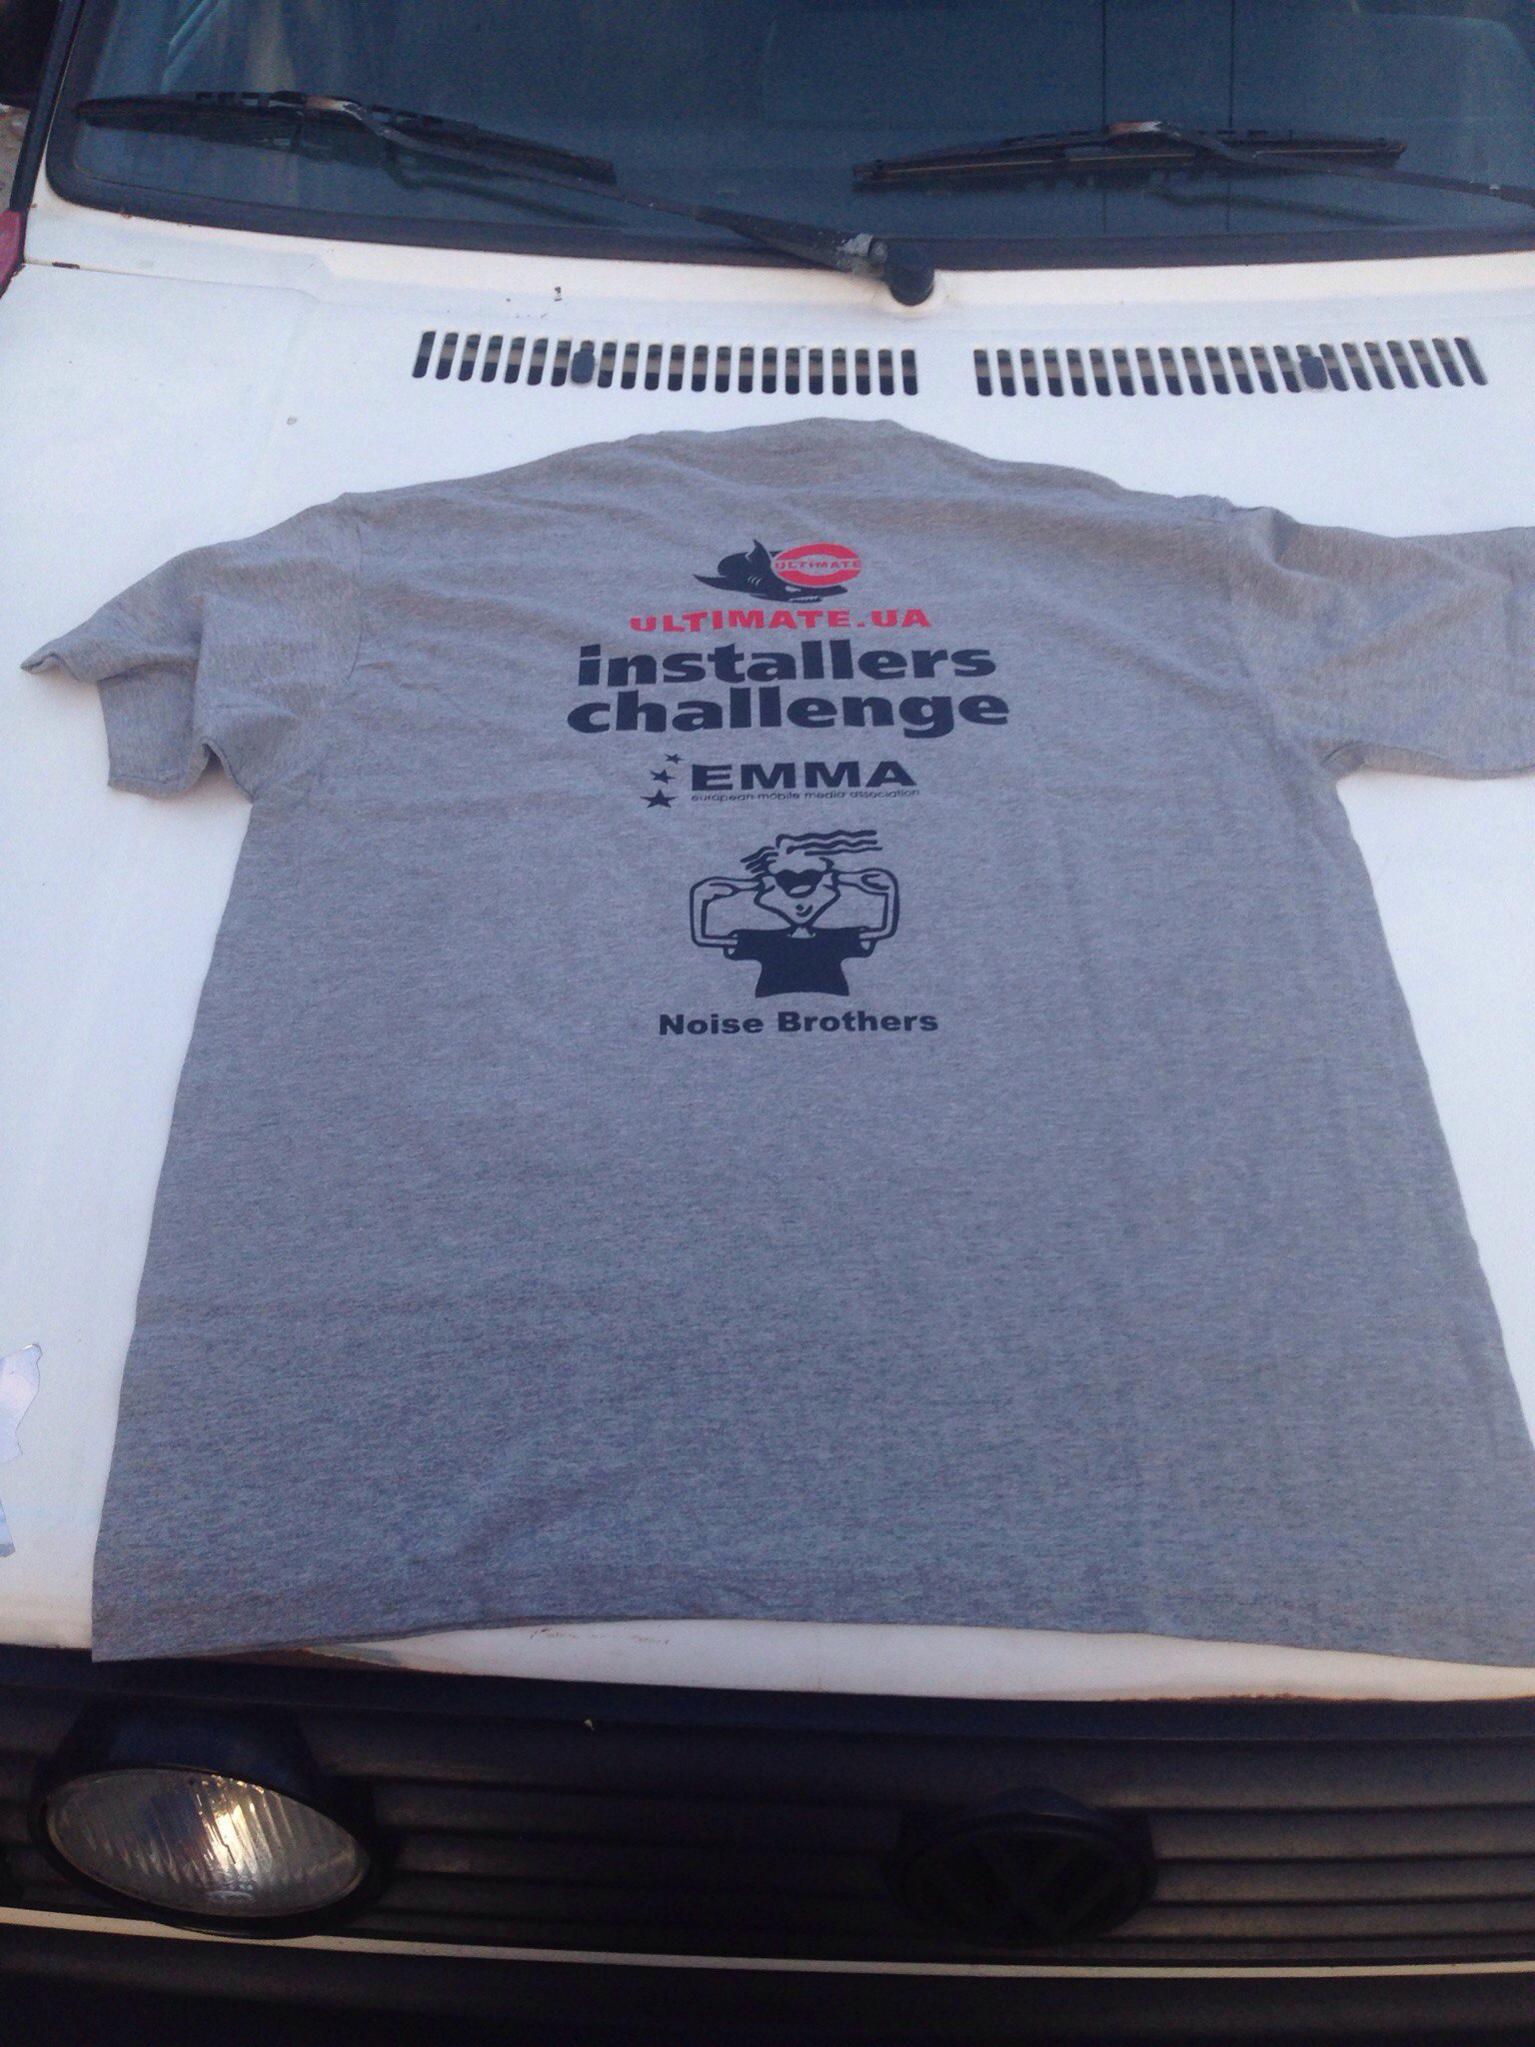 ULTIMATE
ULTIMATE.UA
installers
challenge
EMMA
european mobile media association
Noise Brothers